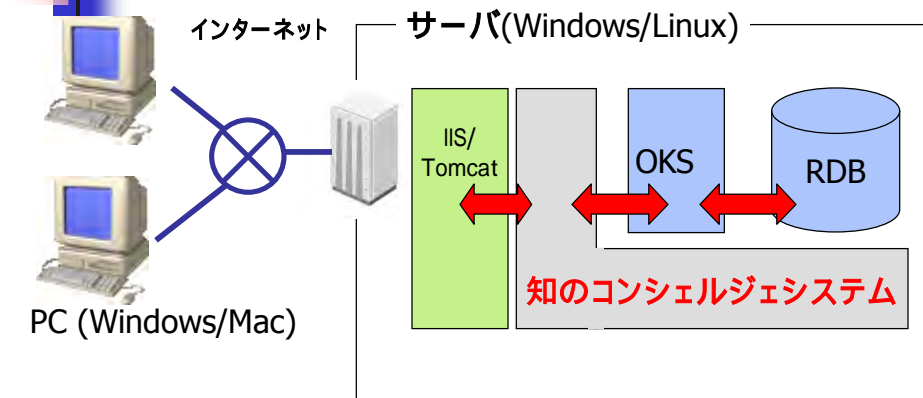 インターネット
サーバ(Windows/Linux)
IIS/
Tomcat
OKS
RDB
知のコンシェルジェシステム
PC (Windows/Mac)